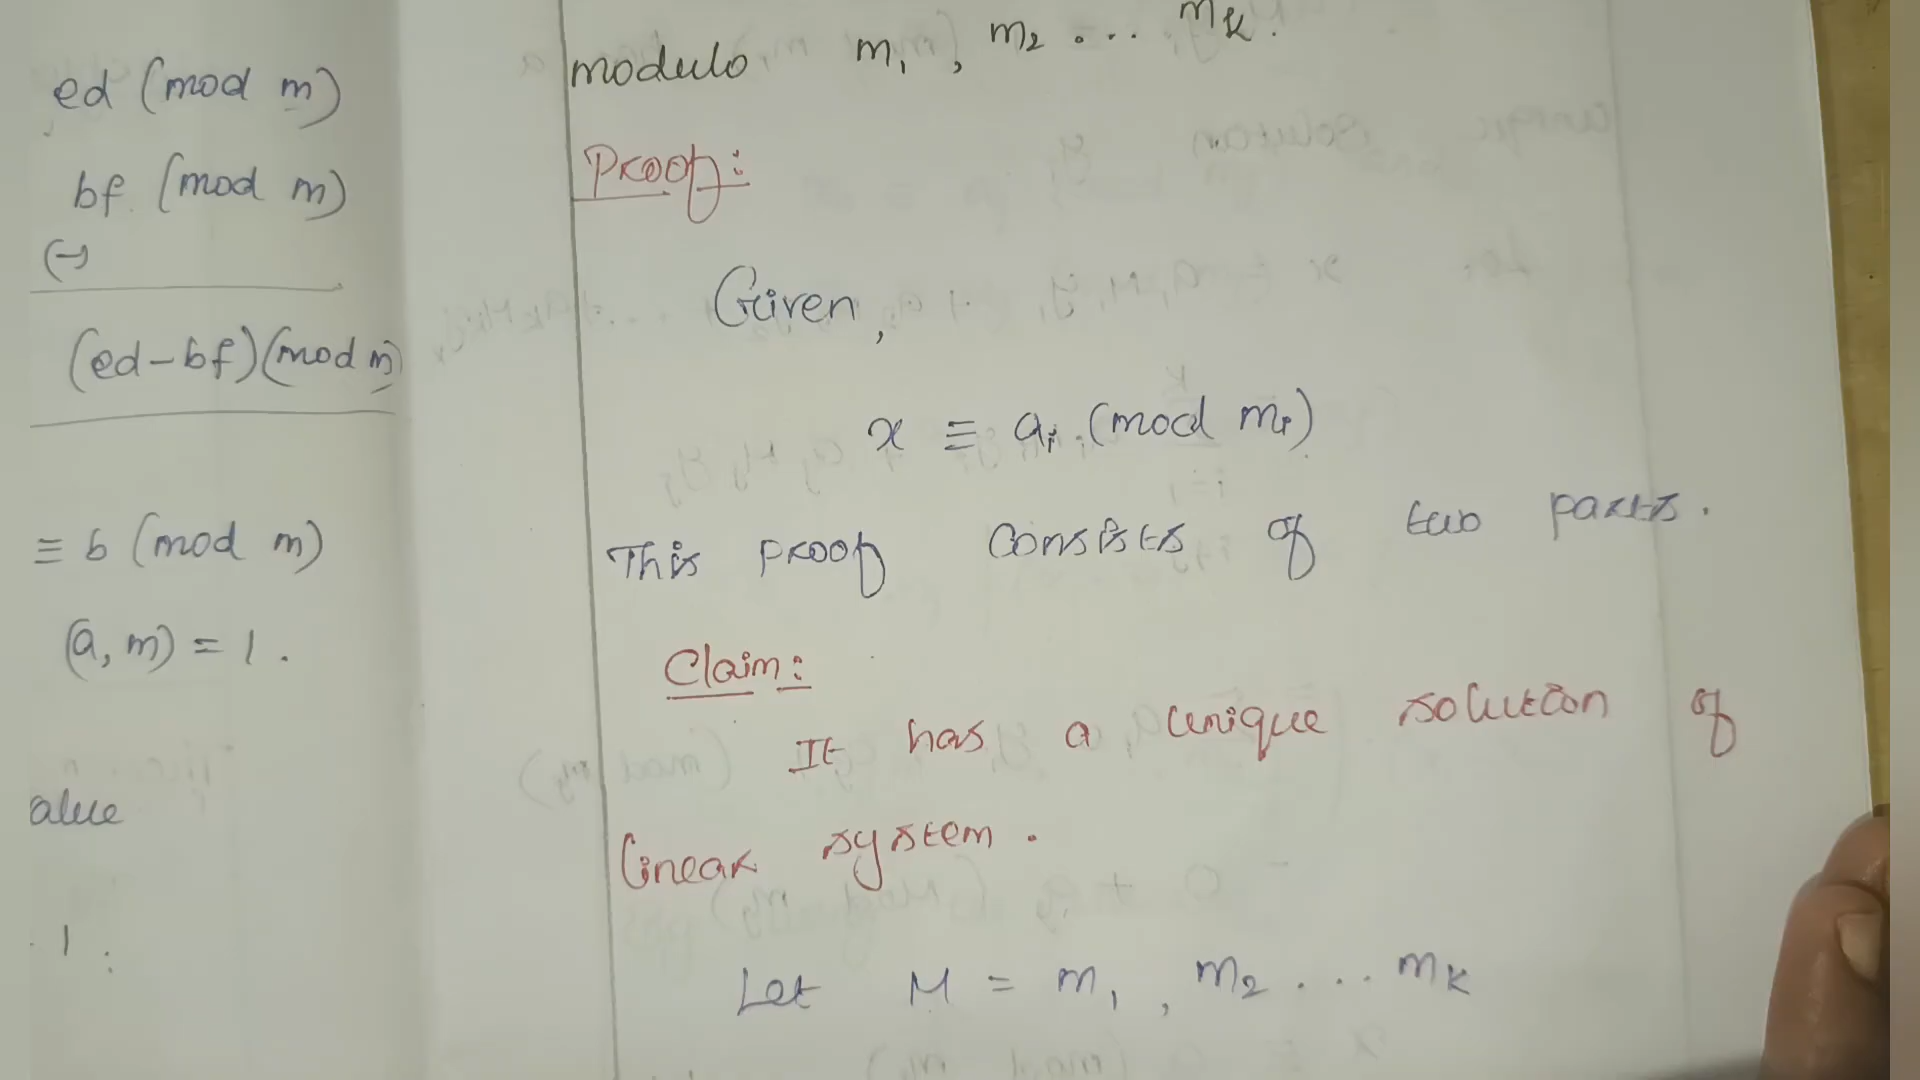 ed (mod m)
bf (mod m)
(-)
(ed-bf)(mod m)
≡ b (mod m)
(a, m) = 1.
alue
1.
modulo m₁, m₂ ... mₖ.
Proof:
Given,
x ≡ aᵢ (mod mᵢ)
This proof consists of two parts.
Claim:
It has a unique solution of
linear system.
Let M = m₁, m₂ ... mₖ